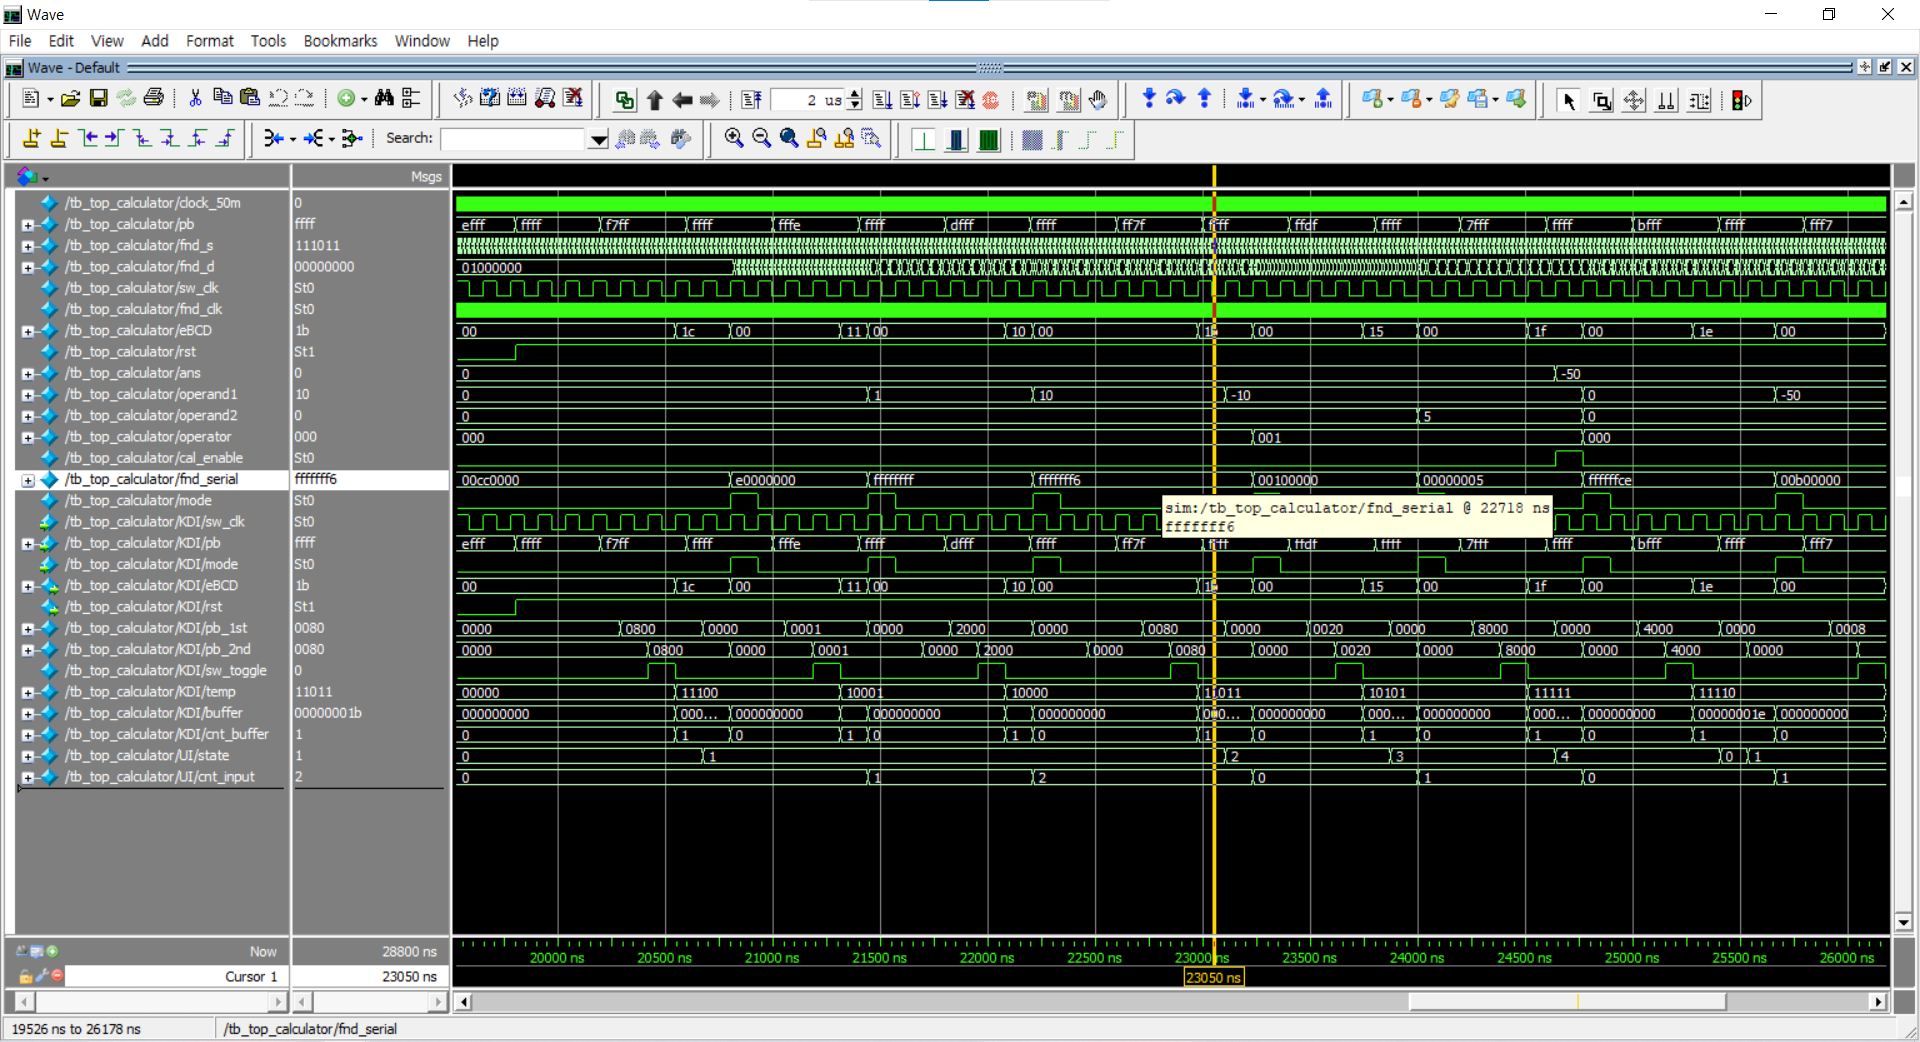 Wave
File Edit View Add Format Tools Bookmarks Window Help
Wave - Default
2 us
Search:
Msgs
/tb_top_calculator/clock_50m 0
/tb_top_calculator/pb ffff efff ffff f7ff ffff fffe ffff dfff ffff ff7f ffff ffdf ffff 7fff ffff bfff ffff fff7
/tb_top_calculator/fnd_s 111011
/tb_top_calculator/fnd_d 00000000 01000000
/tb_top_calculator/sw_clk St0
/tb_top_calculator/fnd_clk St0
/tb_top_calculator/eBCD 1b 00 1c 00 11 00 10 00 00 15 00 1f 00 1e 00
/tb_top_calculator/rst St1
/tb_top_calculator/ans 0 0 -50
/tb_top_calculator/operand1 10 0 1 10 -10 0 -50
/tb_top_calculator/operand2 0 0 5 0
/tb_top_calculator/operator 000 000 001 000
/tb_top_calculator/cal_enable St0
/tb_top_calculator/fnd_serial fffffff6 00cc0000 e0000000 ffffffff fffffff6 00100000 00000005 ffffffce 00b00000
/tb_top_calculator/mode St0
sim:/tb_top_calculator/fnd_serial @ 22718 ns
fffffff6
/tb_top_calculator/KDI/sw_clk St0
/tb_top_calculator/KDI/pb ffff efff ffff f7ff ffff fffe ffff dfff ffff ff7f ffff ffdf ffff 7fff ffff bfff ffff fff7
/tb_top_calculator/KDI/mode St0
/tb_top_calculator/KDI/eBCD 1b 00 1c 00 11 00 10 00 00 15 00 1f 00 1e 00
/tb_top_calculator/KDI/rst St1
/tb_top_calculator/KDI/pb_1st 0080 0000 0800 0000 0001 0000 2000 0000 0080 0000 0020 0000 8000 0000 4000 0000 0008
/tb_top_calculator/KDI/pb_2nd 0080 0000 0800 0000 0001 0000 2000 0000 0080 0000 0020 0000 8000 0000 4000 0000
/tb_top_calculator/KDI/sw_toggle 0
/tb_top_calculator/KDI/temp 11011 00000 11100 10001 10000 11011 10101 11111 11110
/tb_top_calculator/KDI/buffer 00000001b 000000000 000... 000000000 000000000 000000000 000... 000000000 000... 000000000 000... 000000000 00000001e 000000000
/tb_top_calculator/KDI/cnt_buffer 1 0 1 0 1 0 1 0 1 0 1 0 1 0 1 0
/tb_top_calculator/UI/state 1 0 1 2 3 4 0 1
/tb_top_calculator/UI/cnt_input 2 0 1 2 0 1 0 1
Now 28800 ns
20000 ns 20500 ns 21000 ns 21500 ns 22000 ns 22500 ns 23000 ns 23500 ns 24000 ns 24500 ns 25000 ns 25500 ns 26000 ns
Cursor 1 23050 ns 23050 ns
19526 ns to 26178 ns /tb_top_calculator/fnd_serial